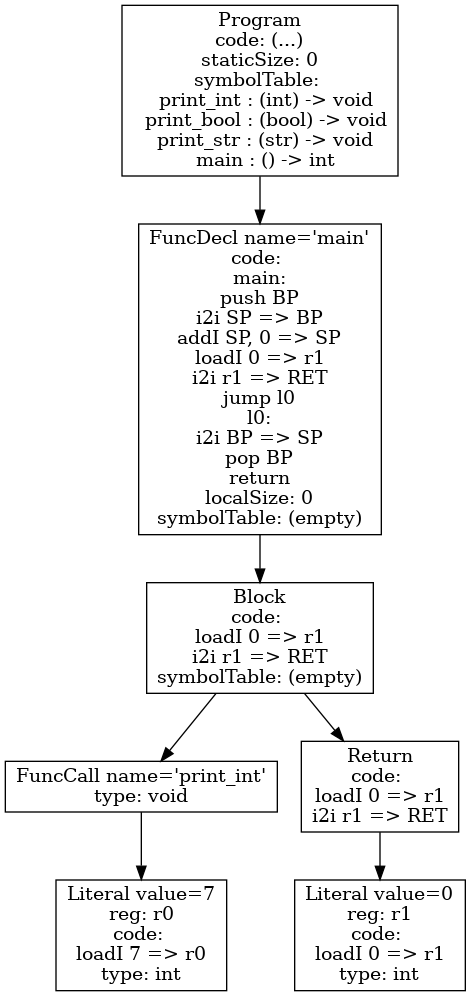 Program
code: (...)
staticSize: 0
symbolTable:
print_int : (int) -> void
print_bool : (bool) -> void
print_str : (str) -> void
main : () -> int
FuncDecl name='main'
code:
main:
push BP
i2i SP => BP
addI SP, 0 => SP
loadI 0 => r1
i2i r1 => RET
jump l0
l0:
i2i BP => SP
pop BP
return
localSize: 0
symbolTable: (empty)
Block
code:
loadI 0 => r1
i2i r1 => RET
symbolTable: (empty)
FuncCall name='print_int'
type: void
Return
code:
loadI 0 => r1
i2i r1 => RET
Literal value=7
reg: r0
code:
loadI 7 => r0
type: int
Literal value=0
reg: r1
code:
loadI 0 => r1
type: int